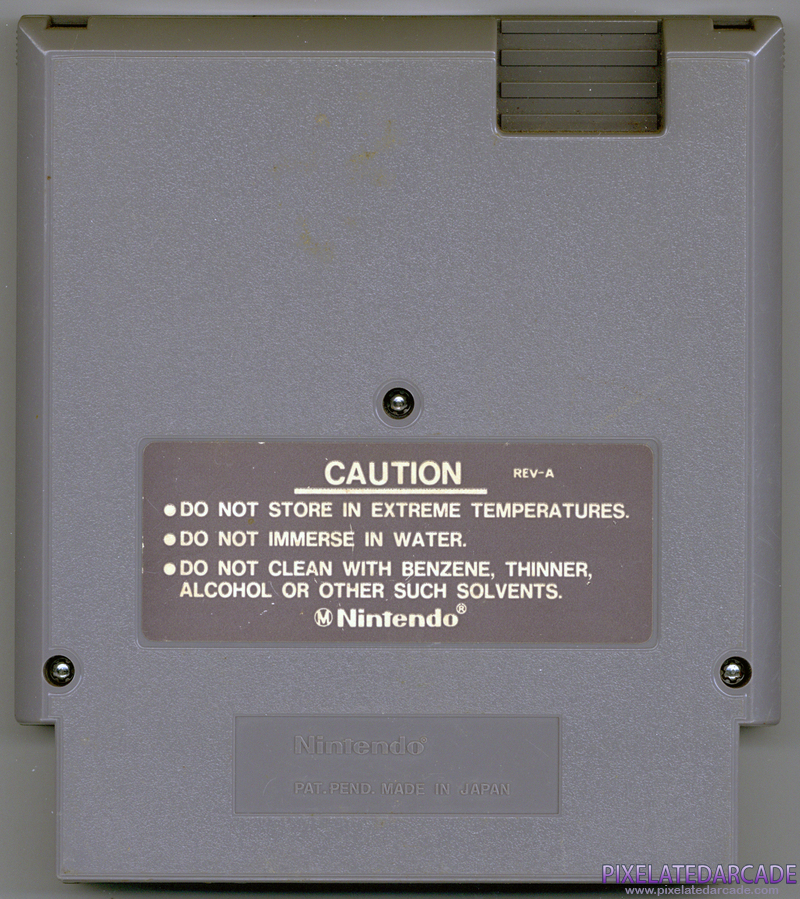 CAUTION REV-A
●DO NOT STORE IN EXTREME TEMPERATURES.
●DO NOT IMMERSE IN WATER.
●DO NOT CLEAN WITH BENZENE, THINNER,
ALCOHOL OR OTHER SUCH SOLVENTS.
Ⓜ Nintendo®
Nintendo®
PAT. PEND. MADE IN JAPAN
PIXELATEDARCADE
www.pixelatedarcade.com